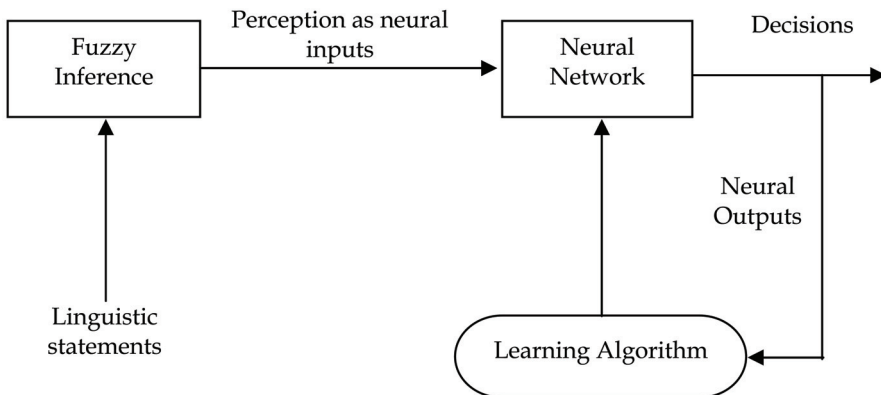 Fuzzy
Inference
Perception as neural
inputs
Neural
Network
Decisions
Neural
Outputs
Linguistic
statements
Learning Algorithm